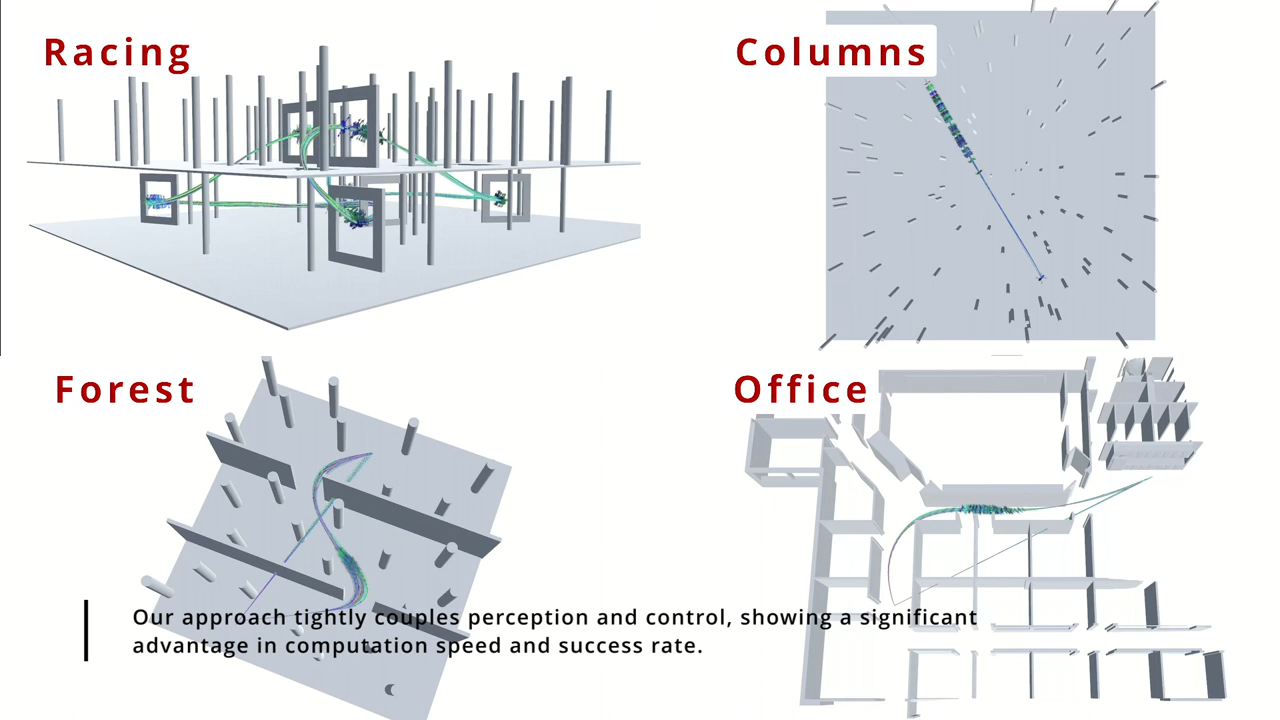 Racing
Columns
Forest
Office
Our approach tightly couples perception and control, showing a significant
advantage in computation speed and success rate.